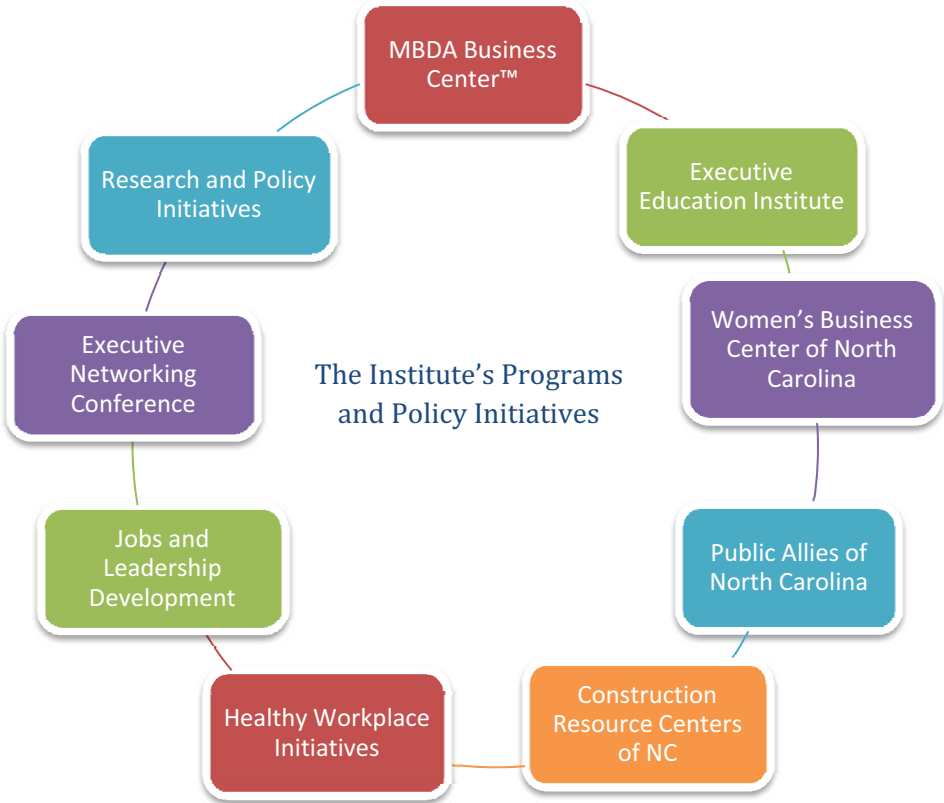 MBDA Business
Center™
Executive
Education Institute
Women’s Business
Center of North
Carolina
Public Allies of
North Carolina
Construction
Resource Centers
of NC
Healthy Workplace
Initiatives
Jobs and
Leadership
Development
Executive
Networking
Conference
Research and Policy
Initiatives
The Institute’s Programs
and Policy Initiatives